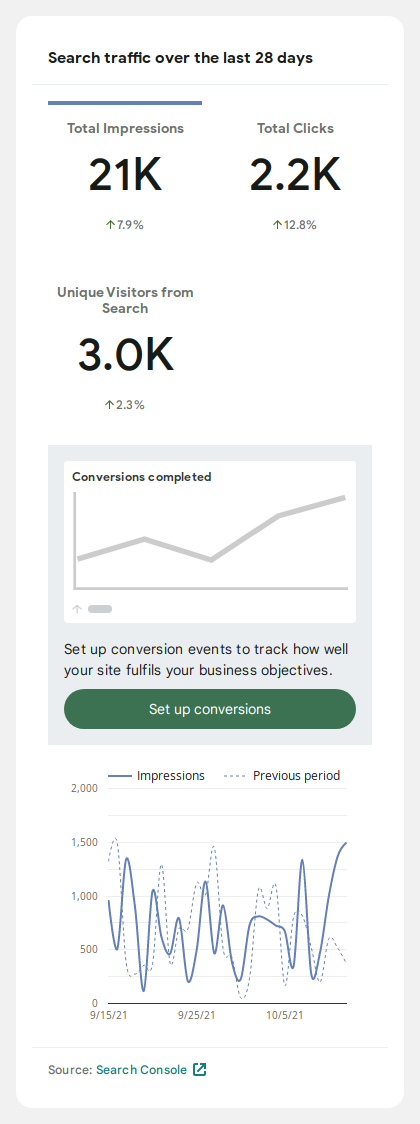 Search traffic over the last 28 days
Total Impressions
21K
↑7.9%
Total Clicks
2.2K
↑12.8%
Unique Visitors from
Search
3.0K
↑2.3%
Conversions completed
Set up conversion events to track how well
your site fulfils your business objectives.
Set up conversions
Impressions
Previous period
2,000
1,500
1,000
500
0
9/15/21
9/25/21
10/5/21
Source: Search Console